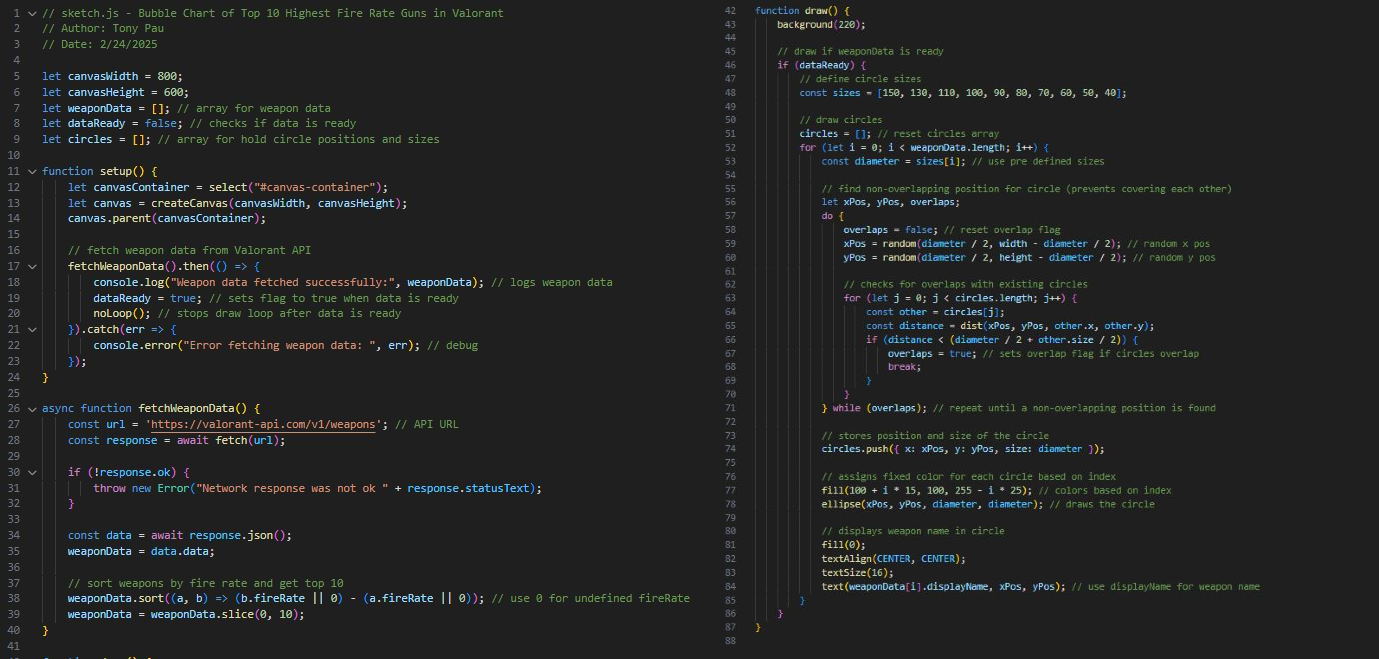 1 // sketch.js - Bubble Chart of Top 10 Highest Fire Rate Guns in Valorant
2 // Author: Tony Pau
3 // Date: 2/24/2025
4
5 let canvasWidth = 800;
6 let canvasHeight = 600;
7 let weaponData = []; // array for weapon data
8 let dataReady = false; // checks if data is ready
9 let circles = []; // array for hold circle positions and sizes
10
11 function setup() {
12     let canvasContainer = select("#canvas-container");
13     let canvas = createCanvas(canvasWidth, canvasHeight);
14     canvas.parent(canvasContainer);
15
16     // fetch weapon data from Valorant API
17     fetchWeaponData().then(() => {
18         console.log("Weapon data fetched successfully:", weaponData); // logs weapon data
19         dataReady = true; // sets flag to true when data is ready
20         noLoop(); // stops draw loop after data is ready
21     }).catch(err => {
22         console.error("Error fetching weapon data: ", err); // debug
23     });
24 }
25
26 async function fetchWeaponData() {
27     const url = 'https://valorant-api.com/v1/weapons'; // API URL
28     const response = await fetch(url);
29
30     if (!response.ok) {
31         throw new Error("Network response was not ok " + response.statusText);
32     }
33
34     const data = await response.json();
35     weaponData = data.data;
36
37     // sort weapons by fire rate and get top 10
38     weaponData.sort((a, b) => (b.fireRate || 0) - (a.fireRate || 0)); // use 0 for undefined fireRate
39     weaponData = weaponData.slice(0, 10);
40 }
41
42 function draw() {
43     background(220);
44
45     // draw if weaponData is ready
46     if (dataReady) {
47         // define circle sizes
48         const sizes = [150, 130, 110, 100, 90, 80, 70, 60, 50, 40];
49
50         // draw circles
51         circles = []; // reset circles array
52         for (let i = 0; i < weaponData.length; i++) {
53             const diameter = sizes[i]; // use pre defined sizes
54
55             // find non-overlapping position for circle (prevents covering each other)
56             let xPos, yPos, overlaps;
57             do {
58                 overlaps = false; // reset overlap flag
59                 xPos = random(diameter / 2, width - diameter / 2); // random x pos
60                 yPos = random(diameter / 2, height - diameter / 2); // random y pos
61
62                 // checks for overlaps with existing circles
63                 for (let j = 0; j < circles.length; j++) {
64                     const other = circles[j];
65                     const distance = dist(xPos, yPos, other.x, other.y);
66                     if (distance < (diameter / 2 + other.size / 2)) {
67                         overlaps = true; // sets overlap flag if circles overlap
68                         break;
69                     }
70                 }
71             } while (overlaps); // repeat until a non-overlapping position is found
72
73             // stores position and size of the circle
74             circles.push({ x: xPos, y: yPos, size: diameter });
75
76             // assigns fixed color for each circle based on index
77             fill(100 + i * 15, 100, 255 - i * 25); // colors based on index
78             ellipse(xPos, yPos, diameter, diameter); // draws the circle
79
80             // displays weapon name in circle
81             fill(0);
82             textAlign(CENTER, CENTER);
83             textSize(16);
84             text(weaponData[i].displayName, xPos, yPos); // use displayName for weapon name
85         }
86     }
87 }
88